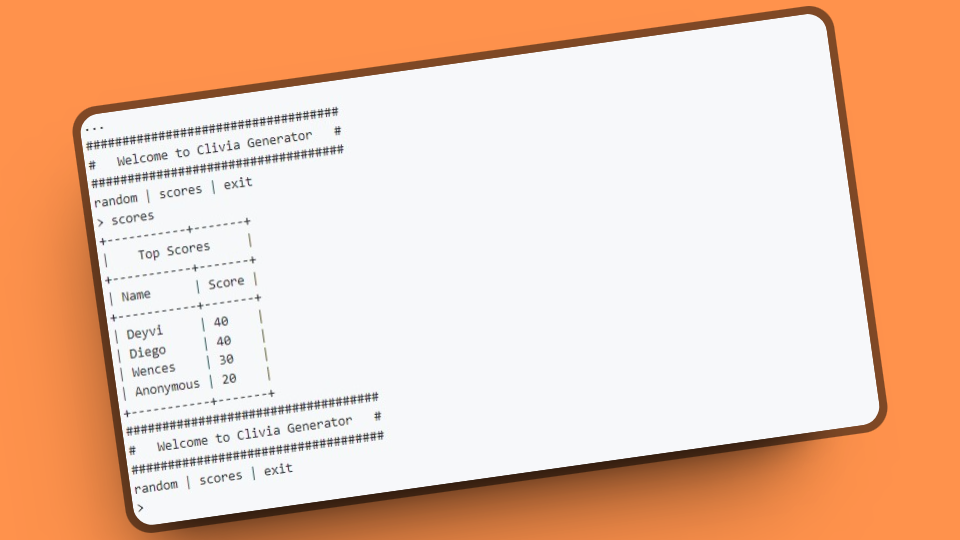 ...
##################################
#   Welcome to Clivia Generator   #
##################################
random | scores | exit
> scores
+-----------+-------+
|    Top Scores     |
+-----------+-------+
| Name      | Score |
+-----------+-------+
| Deyvi     | 40    |
| Diego     | 40    |
| Wences    | 30    |
| Anonymous | 20    |
+-----------+-------+
##################################
#   Welcome to Clivia Generator   #
##################################
random | scores | exit
>